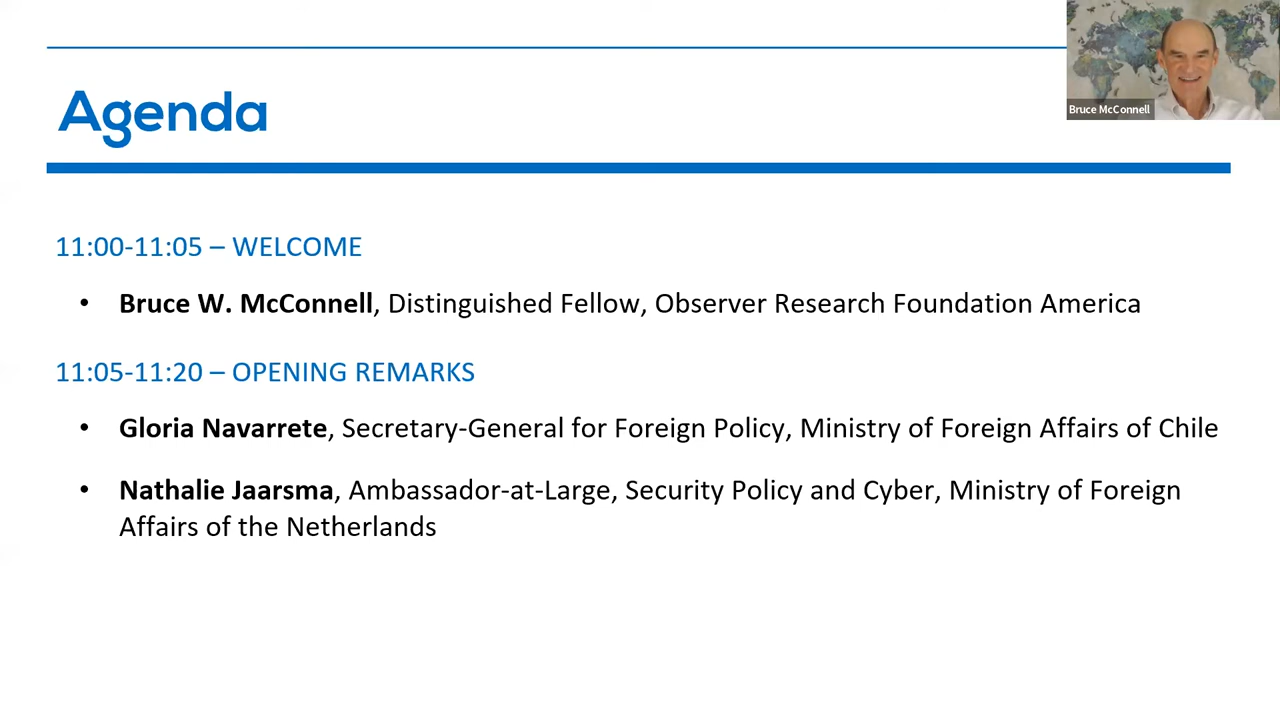 Bruce McConnell
Agenda
11:00-11:05 – WELCOME
• Bruce W. McConnell, Distinguished Fellow, Observer Research Foundation America
11:05-11:20 – OPENING REMARKS
• Gloria Navarrete, Secretary-General for Foreign Policy, Ministry of Foreign Affairs of Chile
• Nathalie Jaarsma, Ambassador-at-Large, Security Policy and Cyber, Ministry of Foreign
Affairs of the Netherlands